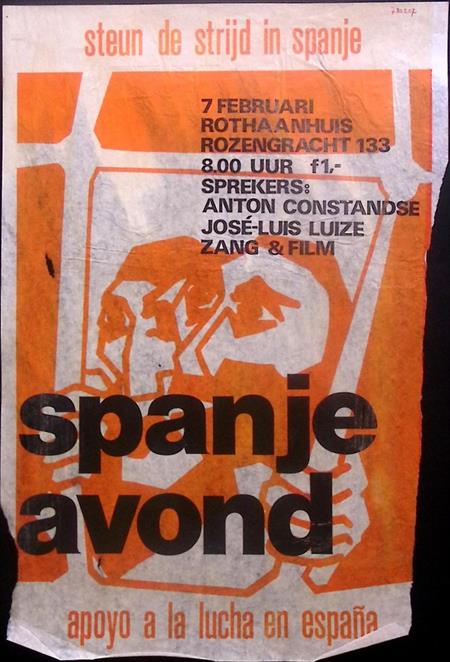 steun de strijd in spanje
7 FEBRUARI
ROTHAANHUIS
ROZENGRACHT 133
8.00 UUR f1,-
SPREKERS:
ANTON CONSTANDSE
JOSÉ-LUIS LUIZE
ZANG & FILM
spanje
avond
apoyo a la lucha en españa